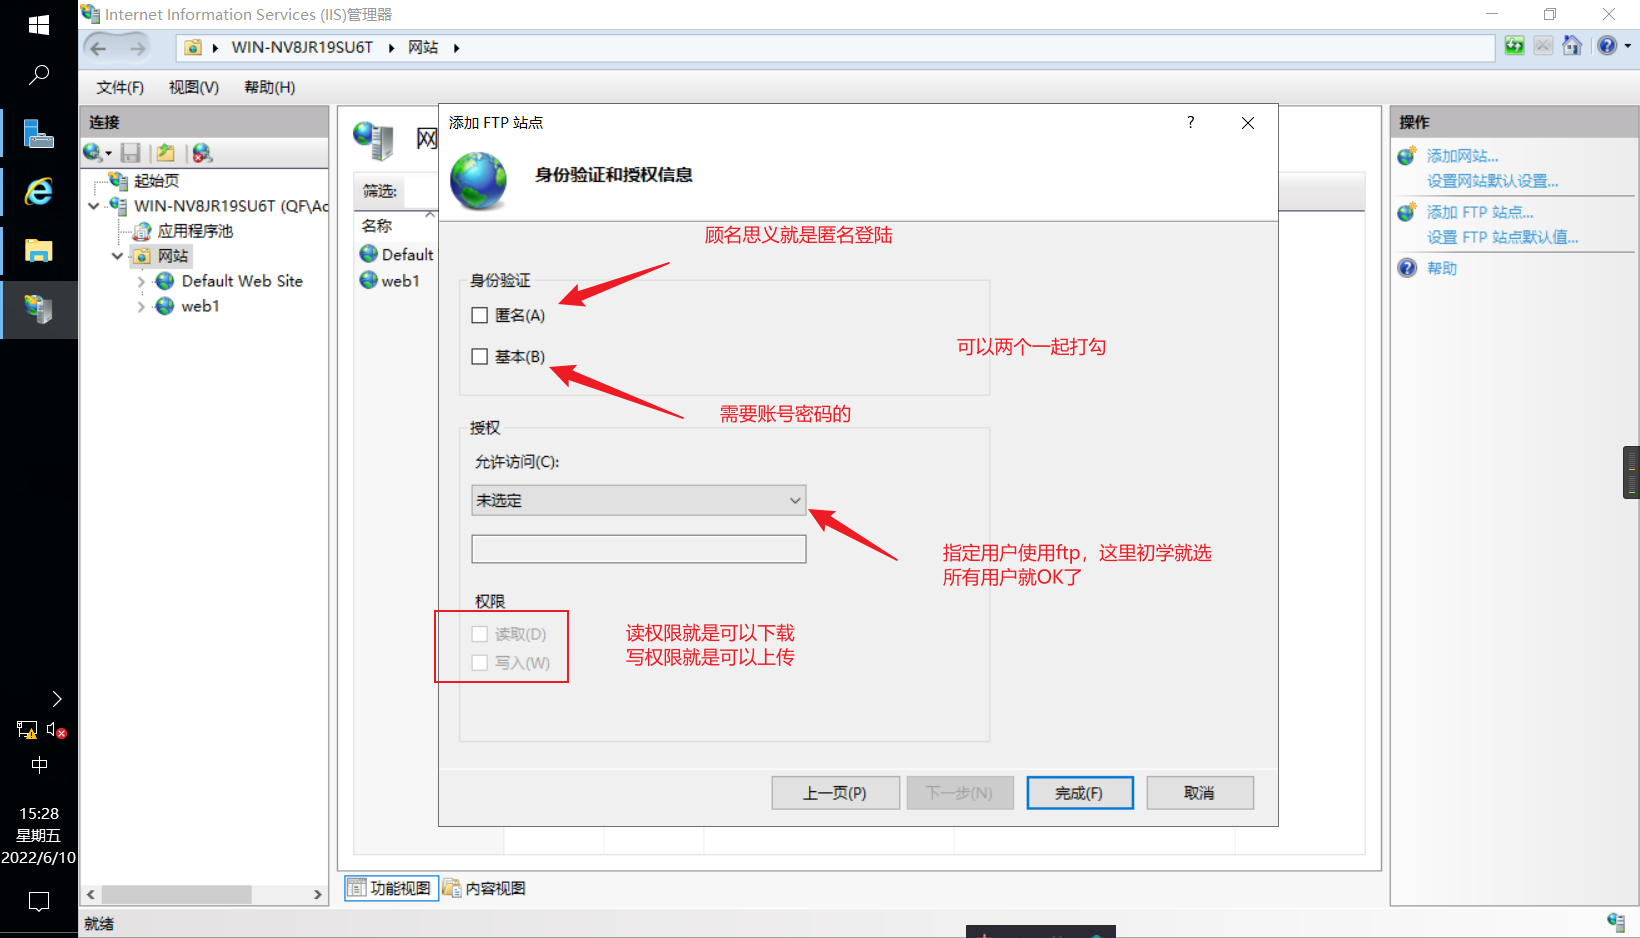 Internet Information Services (IIS)管理器
WIN-NV8JR19SU6T
网站
文件(F)
视图(V)
帮助(H)
连接
起始页
WIN-NV8JR19SU6T (QF\Ac
应用程序池
网站
Default Web Site
web1
网
筛选:
名称
Default
web1
添加 FTP 站点
?
身份验证和授权信息
顾名思义就是匿名登陆
身份验证
匿名(A)
可以两个一起打勾
基本(B)
需要账号密码的
授权
允许访问(C):
未选定
指定用户使用ftp，这里初学就选
所有用户就OK了
权限
读取(D)
写入(W)
读权限就是可以下载
写权限就是可以上传
上一页(P)
下一步(N)
完成(F)
取消
操作
添加网站...
设置网站默认设置...
添加 FTP 站点...
设置 FTP 站点默认值...
帮助
功能视图
内容视图
就绪
中
15:28
星期五
2022/6/10